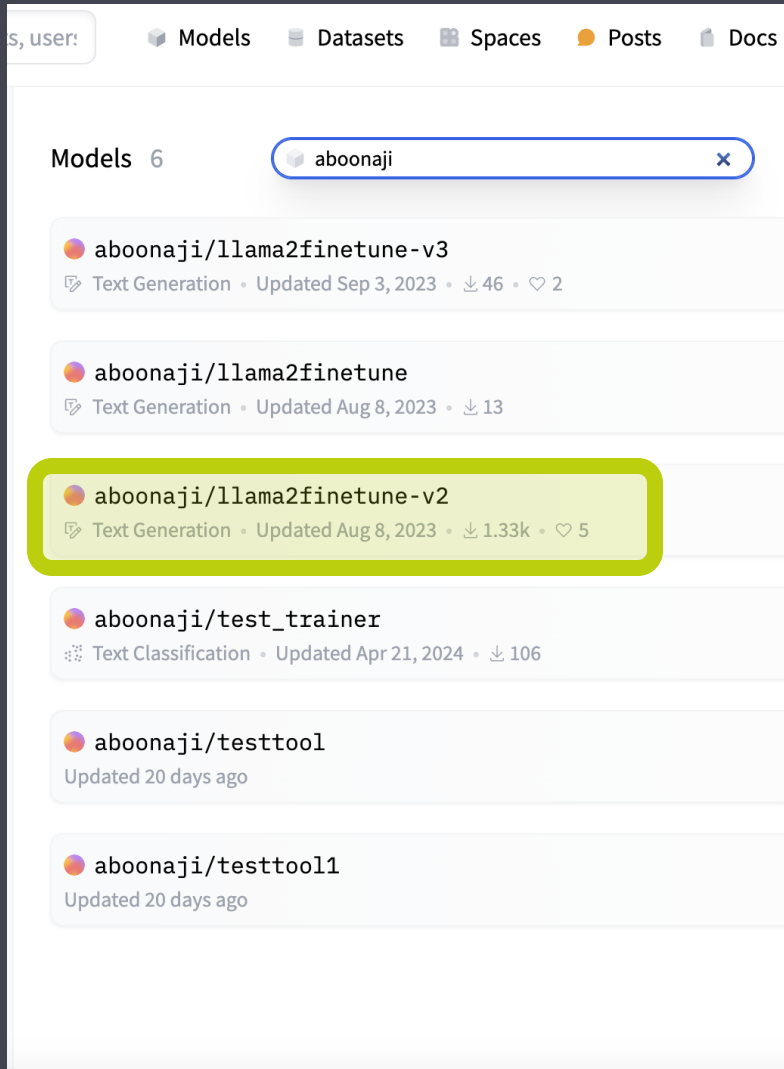 s, users
Models Datasets Spaces Posts Docs
Models 6
aboonaji
aboonaji/llama2finetune-v3
Text Generation • Updated Sep 3, 2023 • 46 • 2
aboonaji/llama2finetune
Text Generation • Updated Aug 8, 2023 • 13
aboonaji/llama2finetune-v2
Text Generation • Updated Aug 8, 2023 • 1.33k • 5
aboonaji/test_trainer
Text Classification • Updated Apr 21, 2024 • 106
aboonaji/testtool
Updated 20 days ago
aboonaji/testtool1
Updated 20 days ago